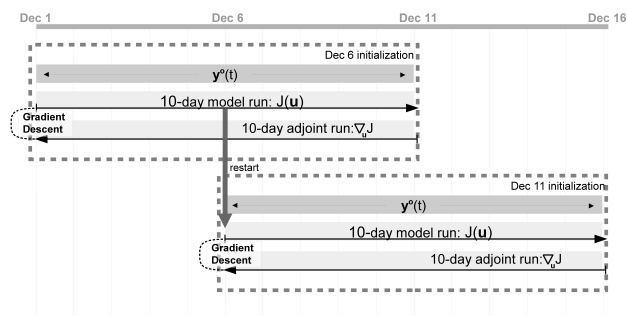 Dec 1 Dec 6 Dec 11 Dec 16
Dec 6 initialization
yᵒ(t)
10-day model run: J(u)
Gradient
Descent
10-day adjoint run:∇ᵤJ
restart
Dec 11 initialization
yᵒ(t)
10-day model run: J(u)
Gradient
Descent
10-day adjoint run:∇ᵤJ